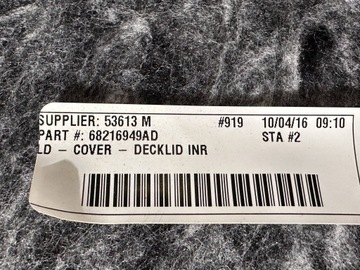 SUPPLIER: 53613 M #919 10/04/16 09:10
PART #: 68216949AD STA #2
LD - COVER - DECKLID INR